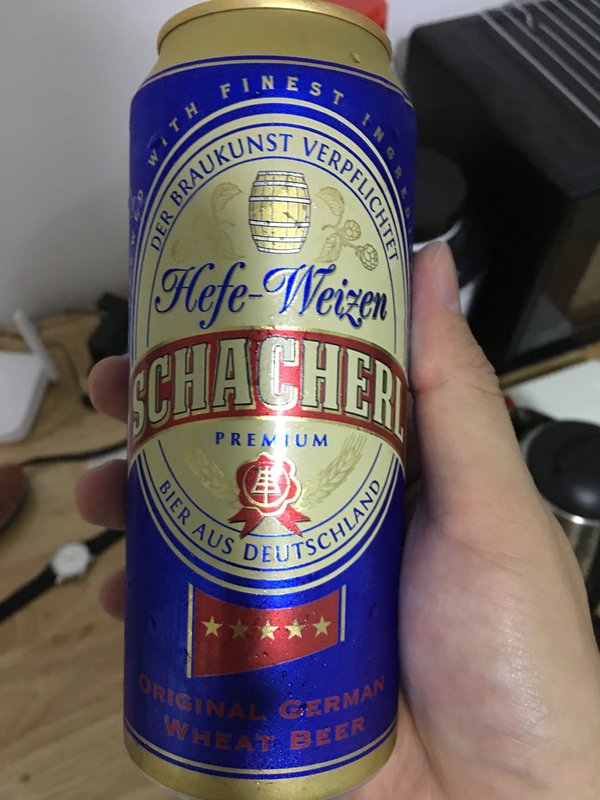 WITH FINEST
DER BRAUKUNST VERPFLICHTET
Hefe-Weizen
SCHACHERL
PREMIUM
BIER AUS DEUTSCHLAND
ORIGINAL GERMAN
WHEAT BEER